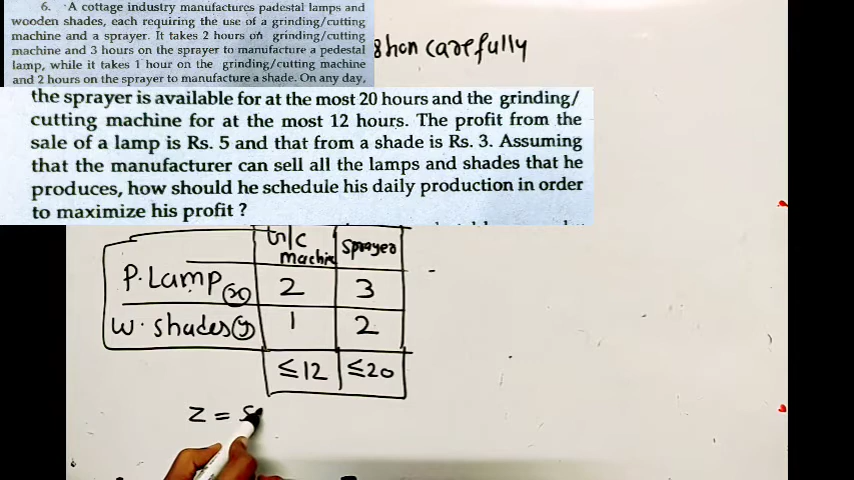 6. A cottage industry manufactures padestal lamps and
wooden shades, each requiring the use of a grinding/cutting
machine and a sprayer. It takes 2 hours oh grinding/cutting
machine and 3 hours on the sprayer to manufacture a pedestal
lamp, while it takes 1 hour on the grinding/cutting machine
and 2 hours on the sprayer to manufacture a shade. On any day,
the sprayer is available for at the most 20 hours and the grinding/
cutting machine for at the most 12 hours. The profit from the
sale of a lamp is Rs. 5 and that from a shade is Rs. 3. Assuming
that the manufacturer can sell all the lamps and shades that he
produces, how should he schedule his daily production in order
to maximize his profit ?
carefully
G/C machine Sprayer
P. Lamp (x) 2 3
W. shades (y) 1 2
≤12 ≤20
Z =